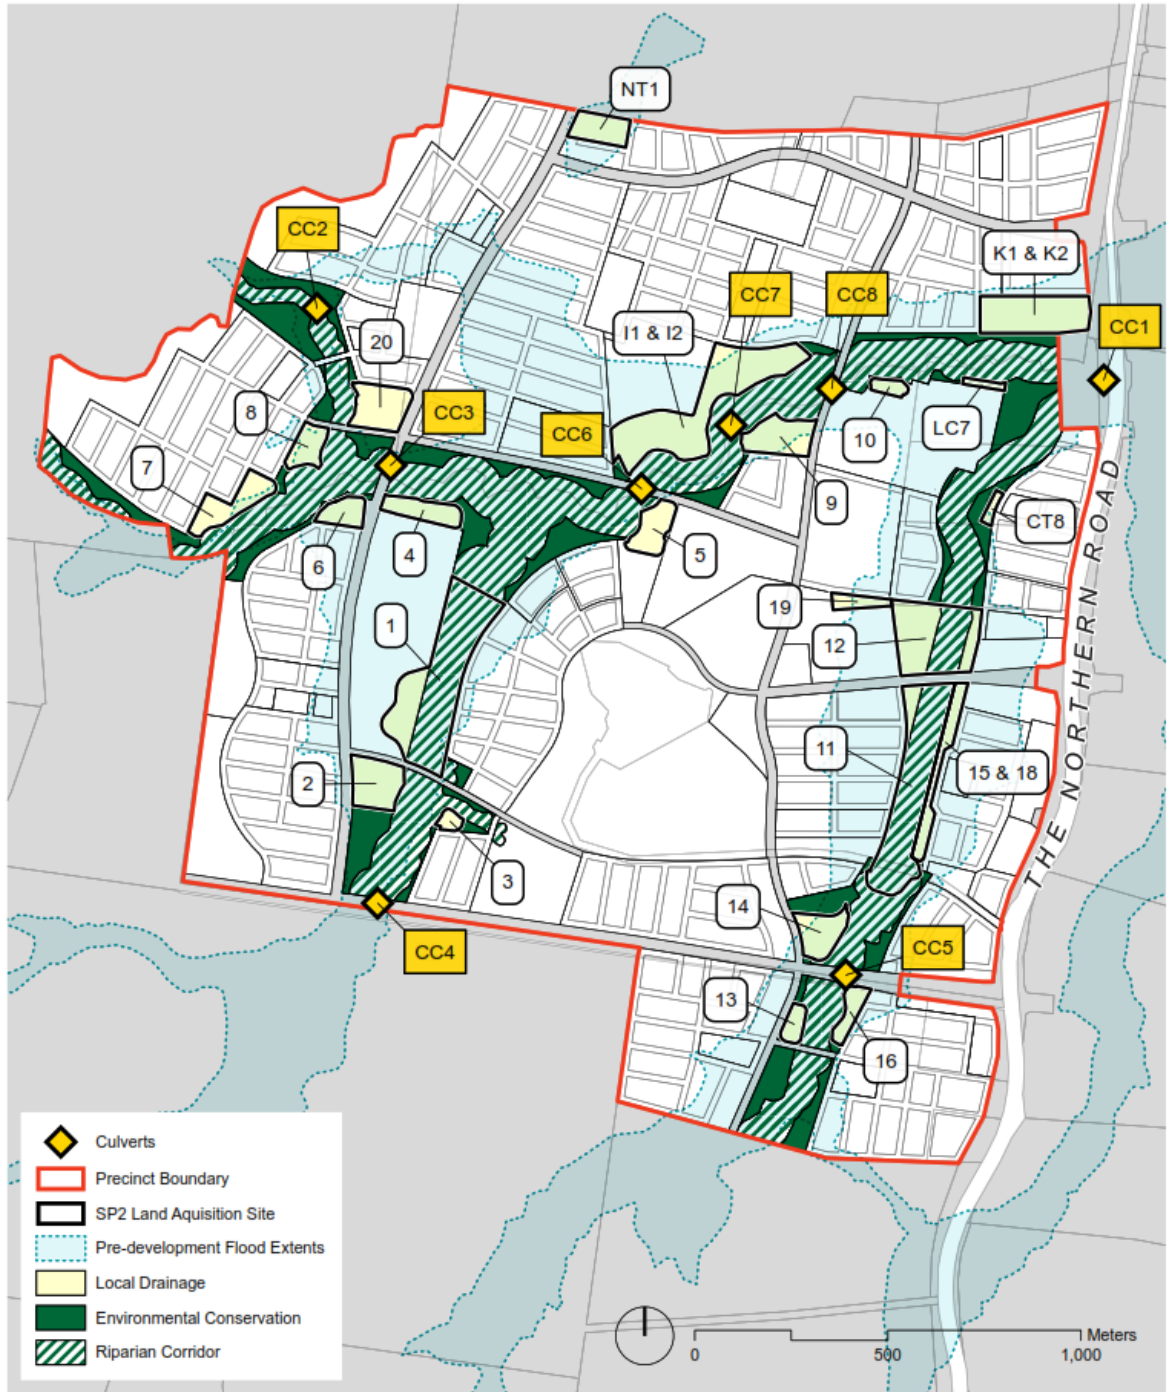 NT1
CC2
K1 & K2
CC7
CC8
CC1
20
I1 & I2
8
CC3
CC6
10
LC7
7
9
CT8
6
4
5
1
19
12
THE NORTHERN ROAD
11
15 & 18
2
3
14
CC4
CC5
13
16
Culverts
Precinct Boundary
SP2 Land Aquisition Site
Pre-development Flood Extents
Local Drainage
Environmental Conservation
Riparian Corridor
Meters
0 500 1,000